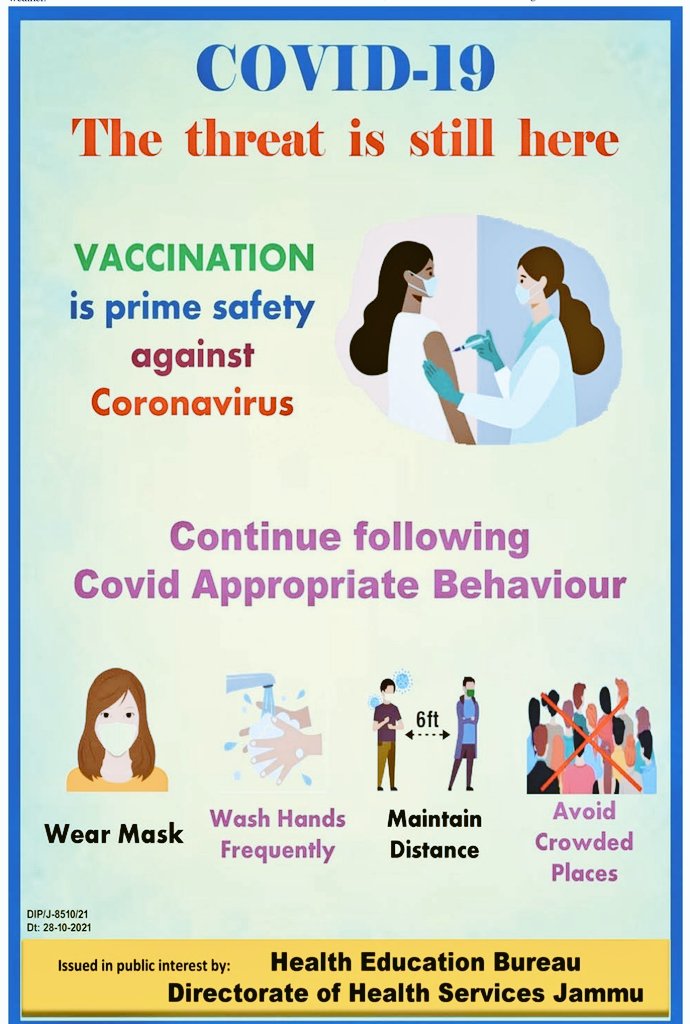 COVID-19
The threat is still here
VACCINATION
is prime safety
against
Coronavirus
Continue following
Covid Appropriate Behaviour
6ft
Wear Mask
Wash Hands
Frequently
Maintain
Distance
Avoid
Crowded
Places
DIP/J-8510/21
Dt: 28-10-2021
Issued in public interest by: Health Education Bureau
Directorate of Health Services Jammu